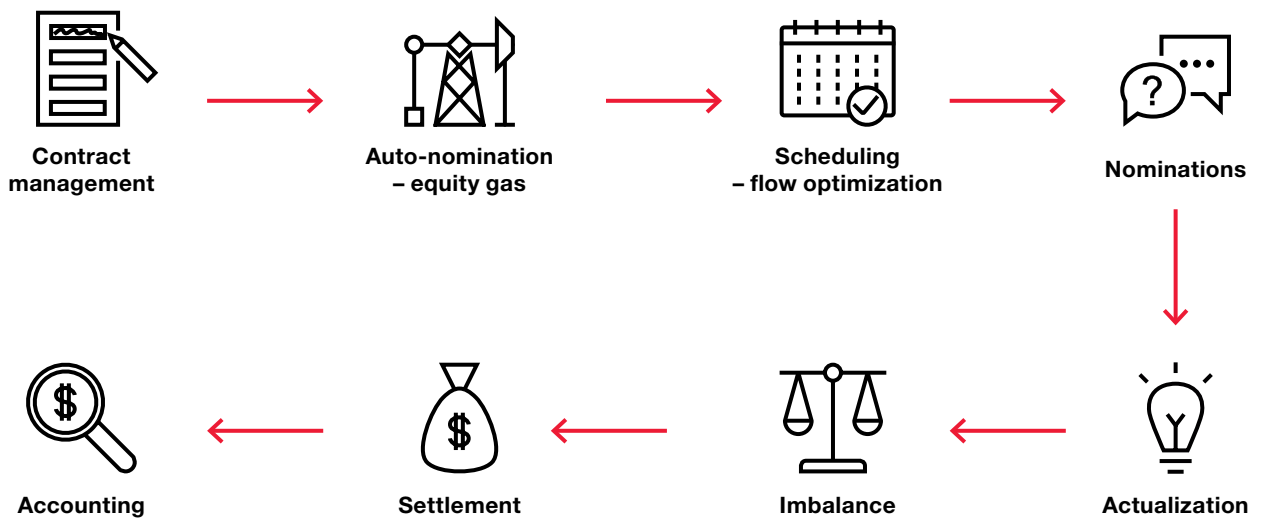 Contract
management
Auto-nomination
– equity gas
Scheduling
– flow optimization
?
Nominations
$
Accounting
$
Settlement
Imbalance
Actualization